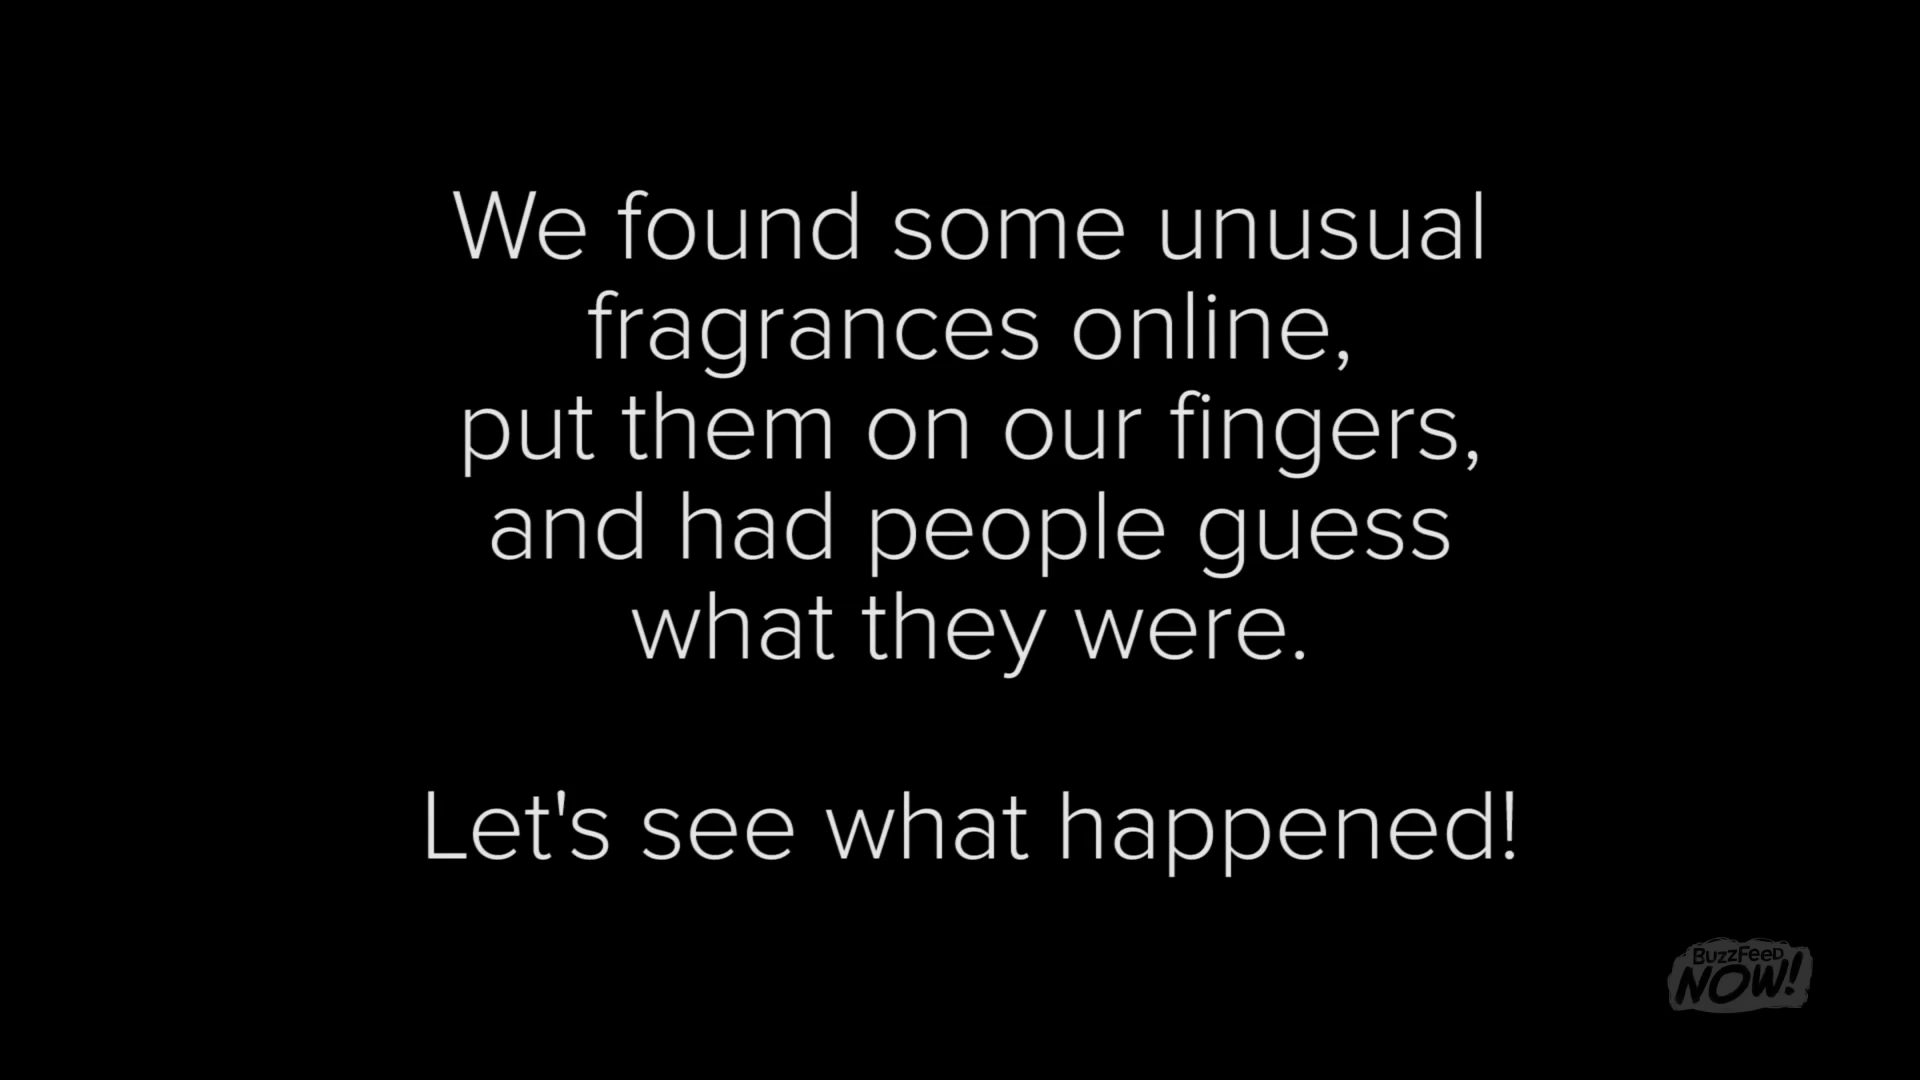 We found some unusual
fragrances online,
put them on our fingers,
and had people guess
what they were.
Let's see what happened!
BuzzFeeD
NOW!